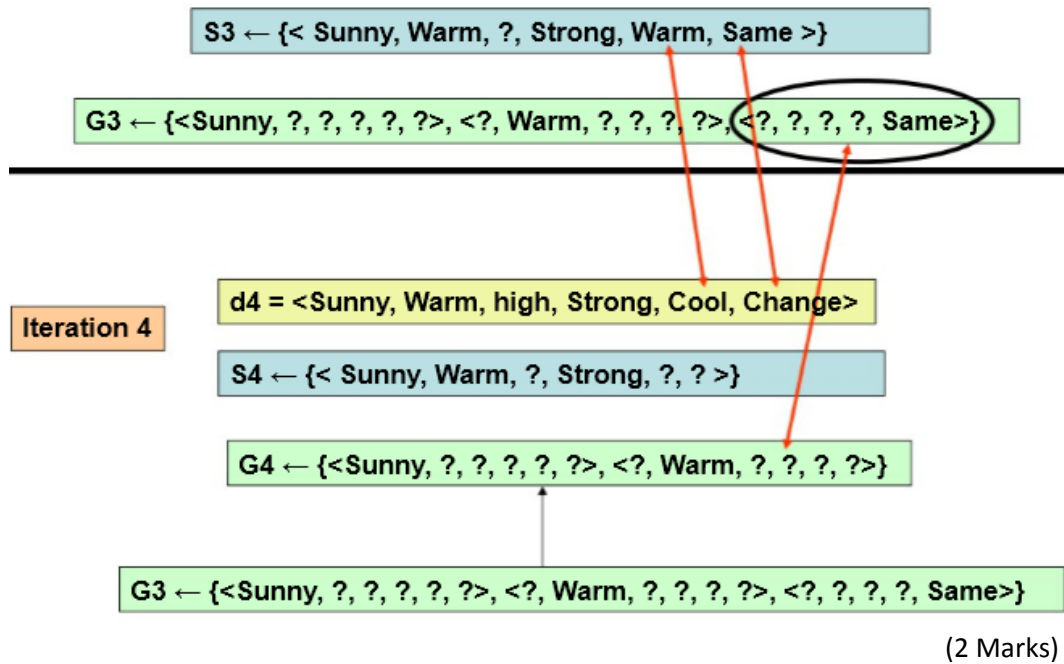 S3 ← {< Sunny, Warm, ?, Strong, Warm, Same >}
G3 ← {<Sunny, ?, ?, ?, ?, ?>, <?, Warm, ?, ?, ?, ?>, <?, ?, ?, ?, Same>}
d4 = <Sunny, Warm, high, Strong, Cool, Change>
Iteration 4
S4 ← {< Sunny, Warm, ?, Strong, ?, ? >}
G4 ← {<Sunny, ?, ?, ?, ?, ?>, <?, Warm, ?, ?, ?, ?>}
G3 ← {<Sunny, ?, ?, ?, ?, ?>, <?, Warm, ?, ?, ?, ?>, <?, ?, ?, ?, Same>}
(2 Marks)